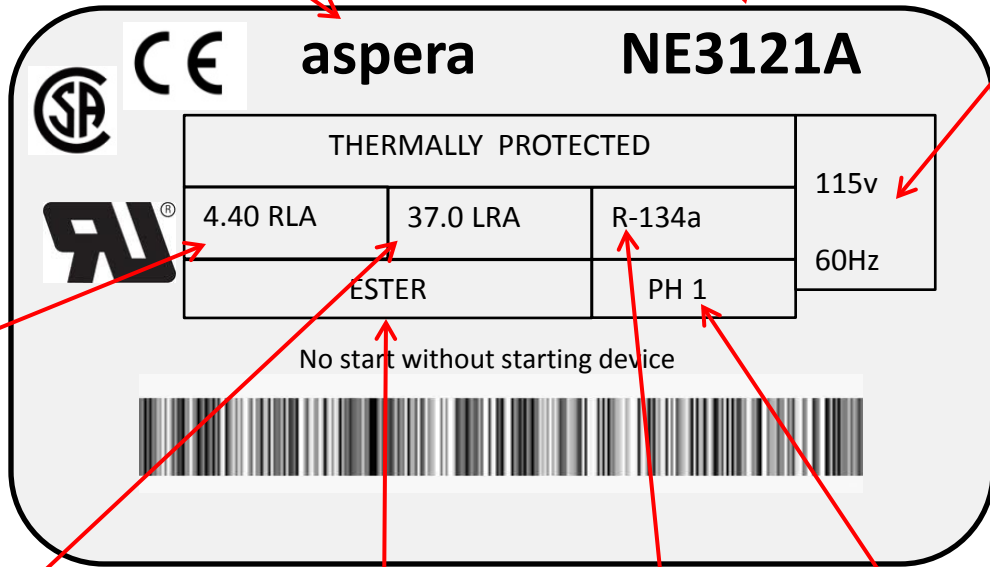 CE
aspera NE3121A
SA
THERMALLY PROTECTED
115v
4.40 RLA 37.0 LRA R-134a
®
60Hz
ESTER PH 1
No start without starting device